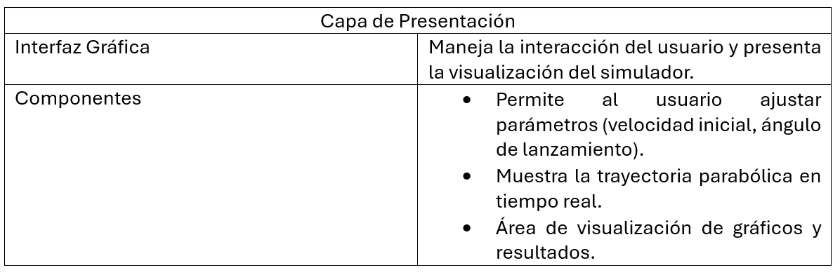 Capa de Presentación
Interfaz Gráfica
Maneja la interacción del usuario y presenta
la visualización del simulador.
Componentes
• Permite al usuario ajustar
parámetros (velocidad inicial, ángulo
de lanzamiento).
• Muestra la trayectoria parabólica en
tiempo real.
• Área de visualización de gráficos y
resultados.